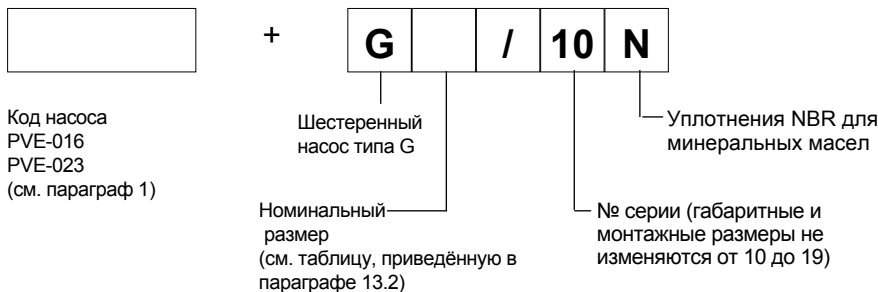 + G / 10 N
Код насоса
PVE-016
PVE-023
(см. параграф 1)
Шестеренный
насос типа G
Уплотнения NBR для
минеральных масел
Номинальный
размер
(см. таблицу, приведённую в
параграфе 13.2)
№ серии (габаритные и
монтажные размеры не
изменяются от 10 до 19)